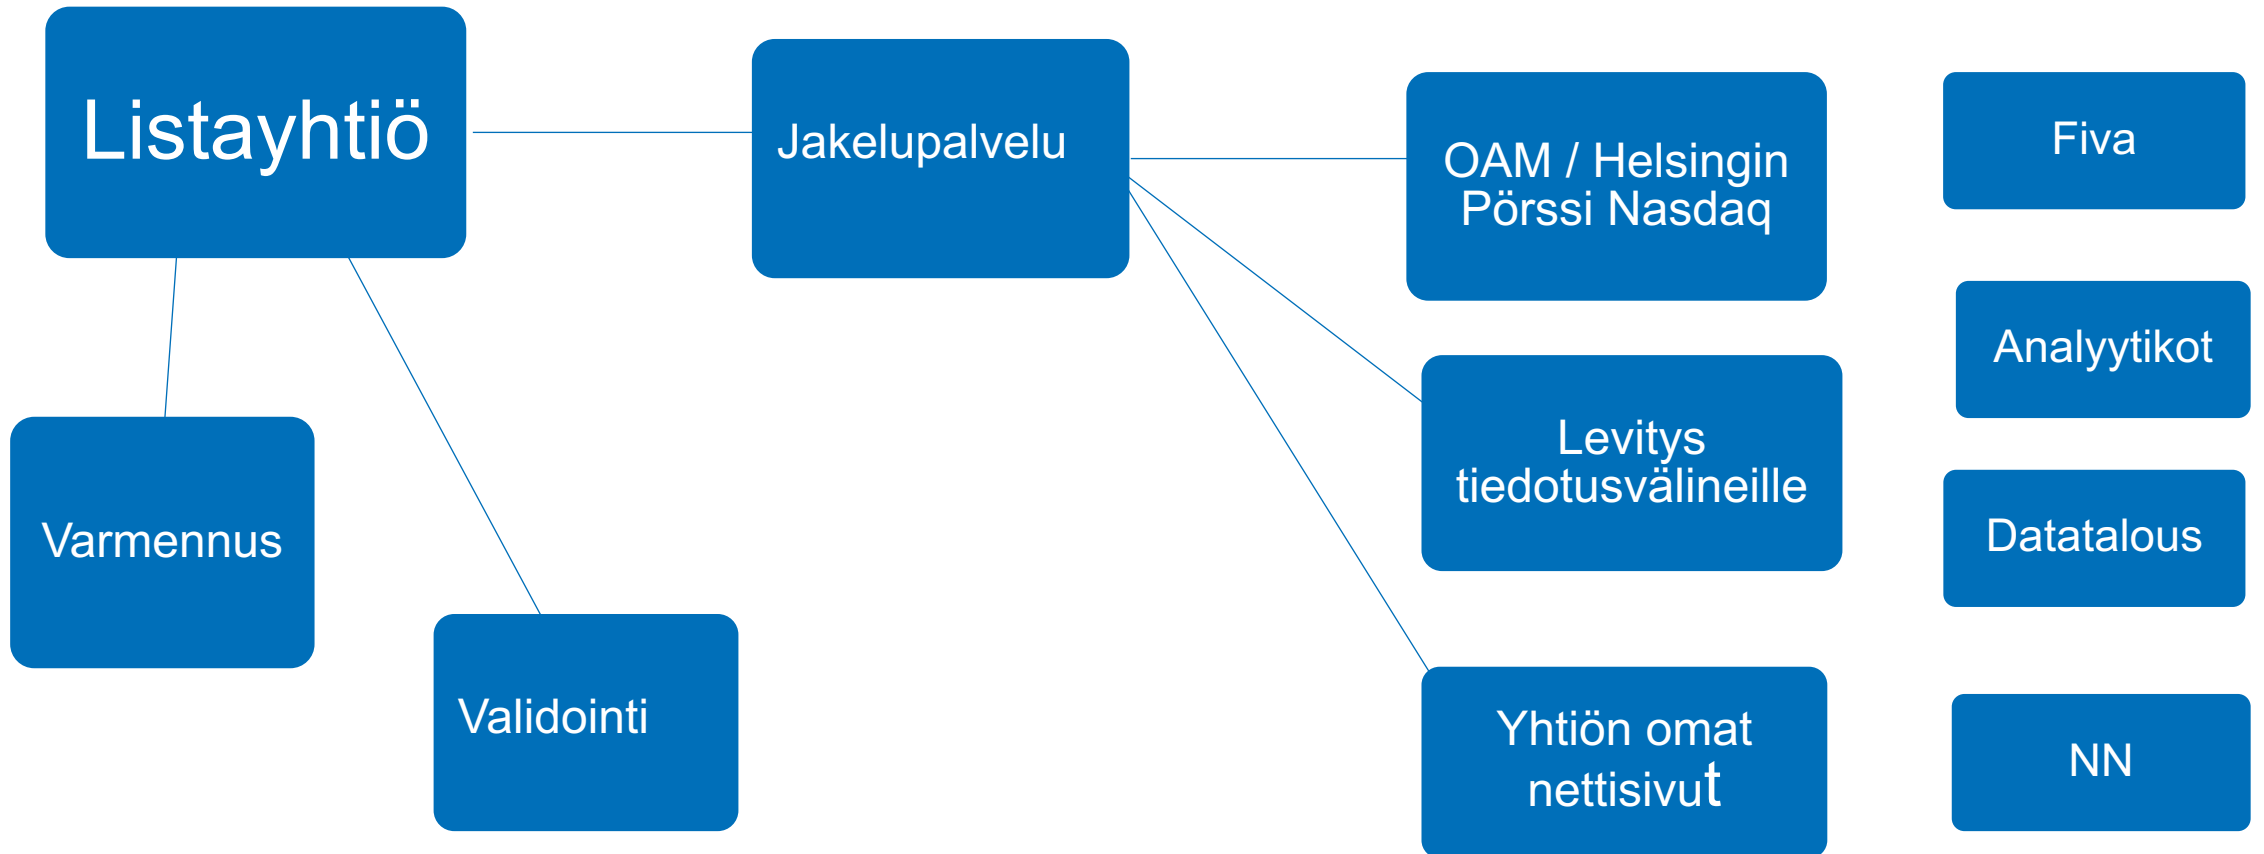 Listayhtiö
Jakelupalvelu
OAM / Helsingin
Pörssi Nasdaq
Fiva
Analyytikot
Levitys
tiedotusvälineille
Varmennus
Datatalous
Validointi
Yhtiön omat
nettisivut
NN